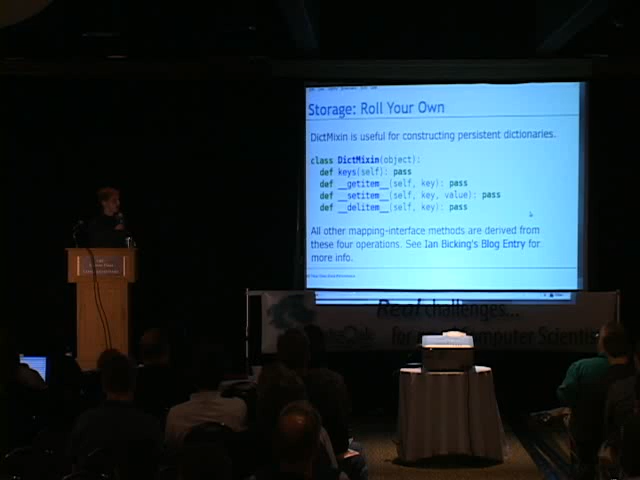 Storage: Roll Your Own
DictMixin is useful for constructing persistent dictionaries.
class DictMixin(object):
def keys(self): pass
def __getitem__(self, key): pass
def __setitem__(self, key, value): pass
def __delitem__(self, key): pass
All other mapping-interface methods are derived from
these four operations. See Ian Bicking's Blog Entry for
more info.
Real challenges...
for Computer Scientis